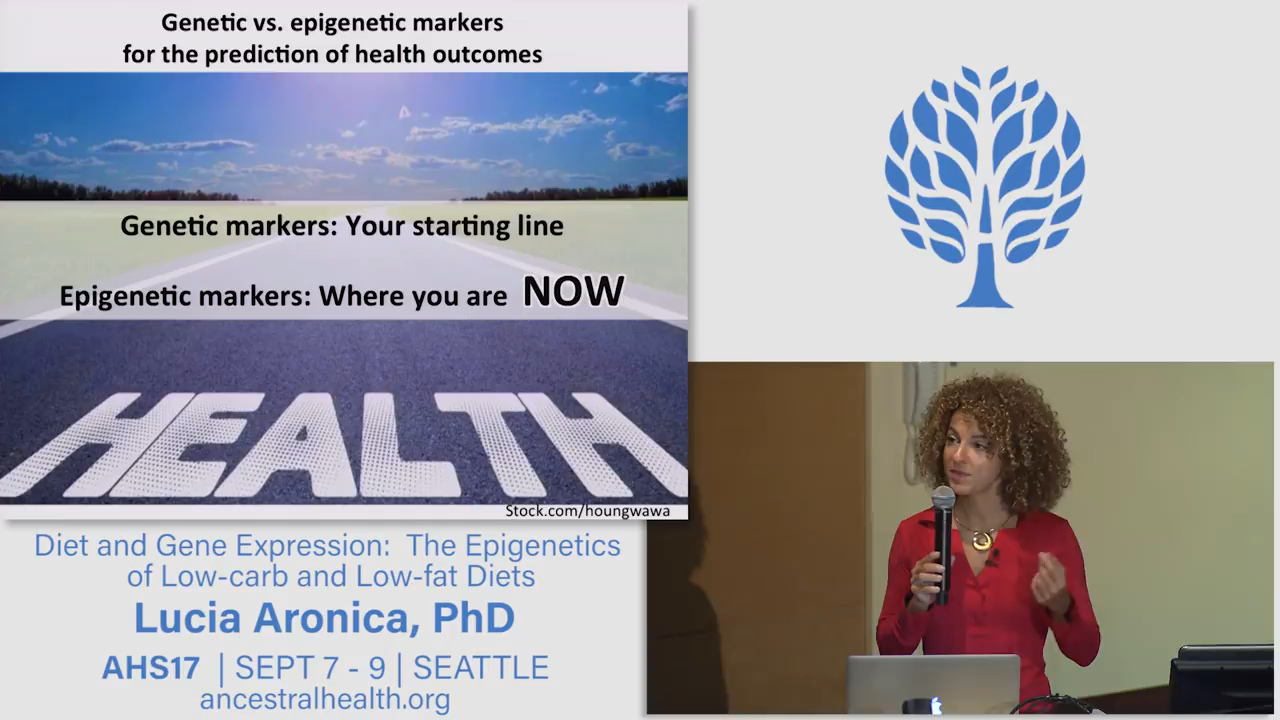 Genetic vs. epigenetic markers
for the prediction of health outcomes
Genetic markers: Your starting line
Epigenetic markers: Where you are NOW
HEALTH
Stock.com/houngwawa
Diet and Gene Expression: The Epigenetics
of Low-carb and Low-fat Diets
Lucia Aronica, PhD
AHS17 | SEPT 7 - 9 | SEATTLE
ancestralhealth.org